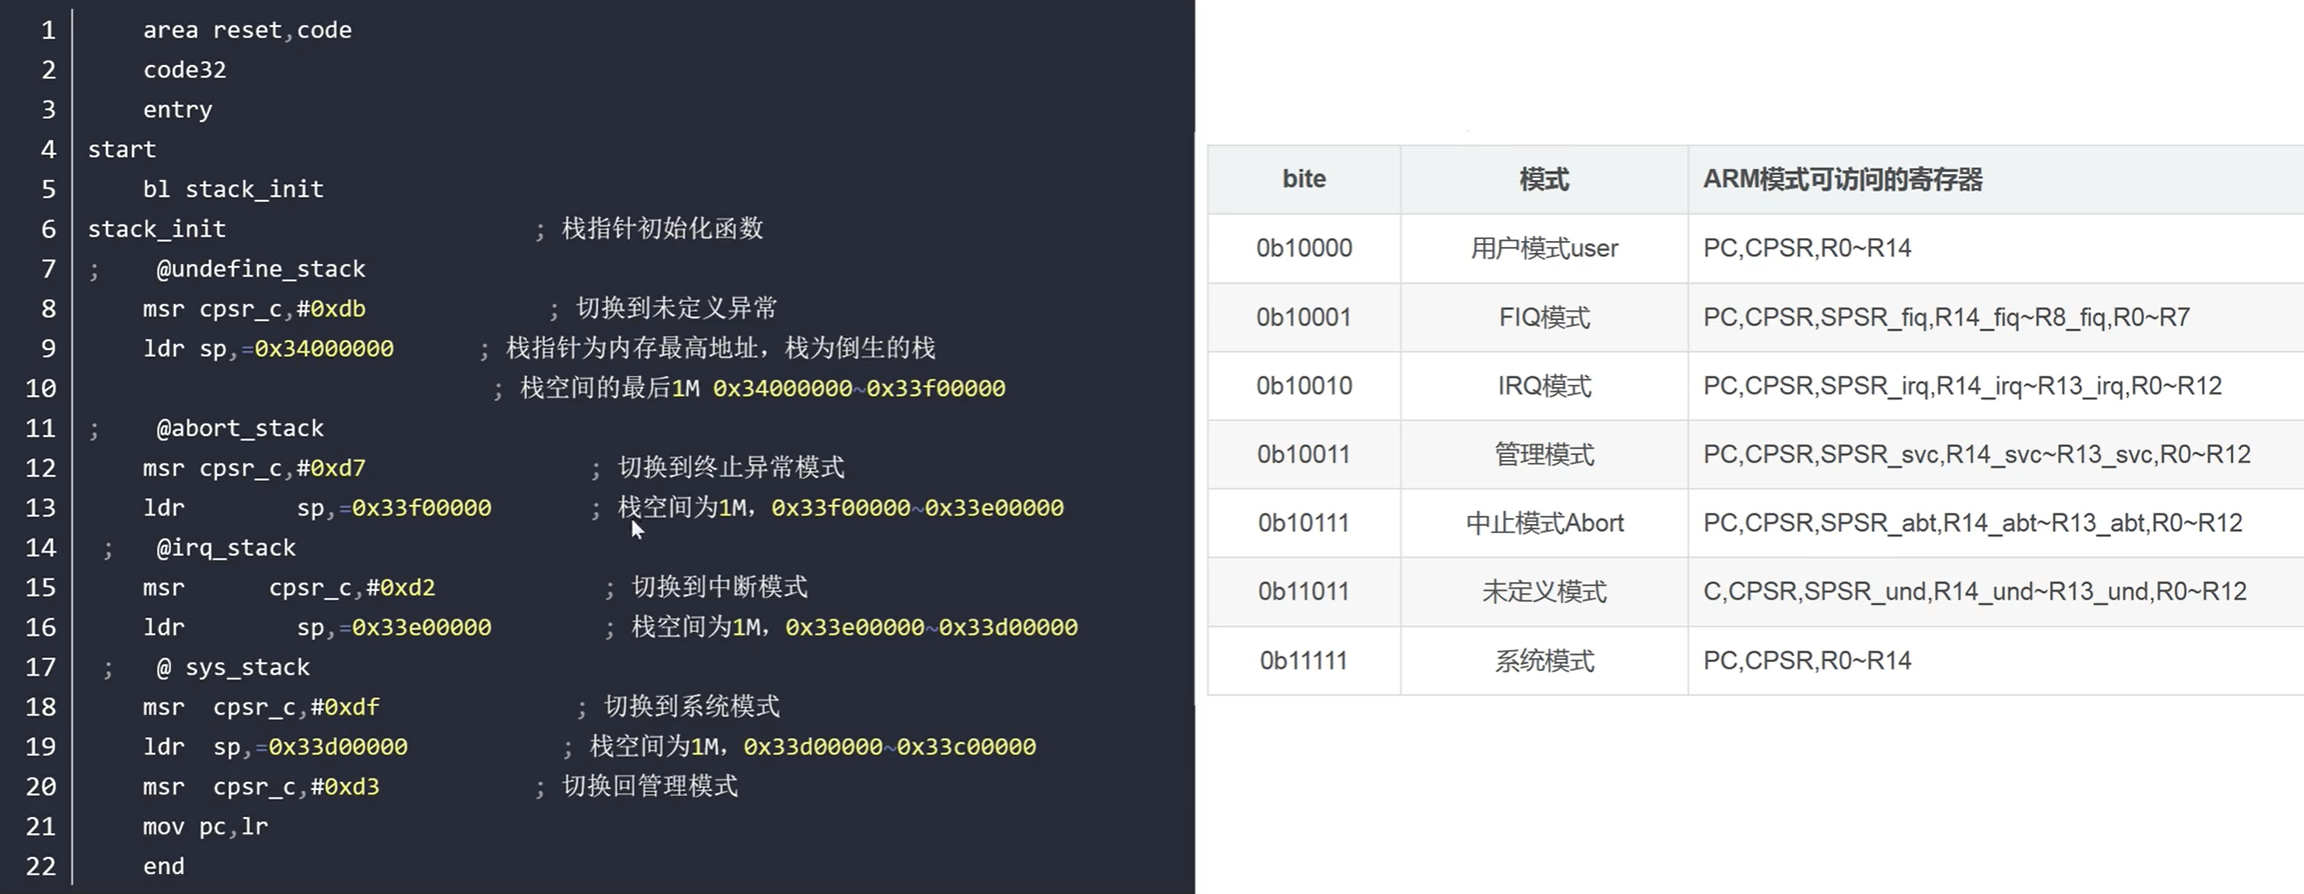 1 area reset,code
2 code32
3 entry
4 start
5 bl stack_init
6 stack_init ; 栈指针初始化函数
7 ; @undefine_stack
8 msr cpsr_c,#0xdb ; 切换到未定义异常
9 ldr sp,=0x34000000 ; 栈指针为内存最高地址，栈为倒生的栈
10 ; 栈空间的最后1M 0x34000000~0x33f00000
11 ; @abort_stack
12 msr cpsr_c,#0xd7 ; 切换到终止异常模式
13 ldr sp,=0x33f00000 ; 栈空间为1M，0x33f00000~0x33e00000
14 ; @irq_stack
15 msr cpsr_c,#0xd2 ; 切换到中断模式
16 ldr sp,=0x33e00000 ; 栈空间为1M，0x33e00000~0x33d00000
17 ; @ sys_stack
18 msr cpsr_c,#0xdf ; 切换到系统模式
19 ldr sp,=0x33d00000 ; 栈空间为1M，0x33d00000~0x33c00000
20 msr cpsr_c,#0xd3 ; 切换回管理模式
21 mov pc,lr
22 end
bite 模式 ARM模式可访问的寄存器
0b10000 用户模式user PC,CPSR,R0~R14
0b10001 FIQ模式 PC,CPSR,SPSR_fiq,R14_fiq~R8_fiq,R0~R7
0b10010 IRQ模式 PC,CPSR,SPSR_irq,R14_irq~R13_irq,R0~R12
0b10011 管理模式 PC,CPSR,SPSR_svc,R14_svc~R13_svc,R0~R12
0b10111 中止模式Abort PC,CPSR,SPSR_abt,R14_abt~R13_abt,R0~R12
0b11011 未定义模式 C,CPSR,SPSR_und,R14_und~R13_und,R0~R12
0b11111 系统模式 PC,CPSR,R0~R14